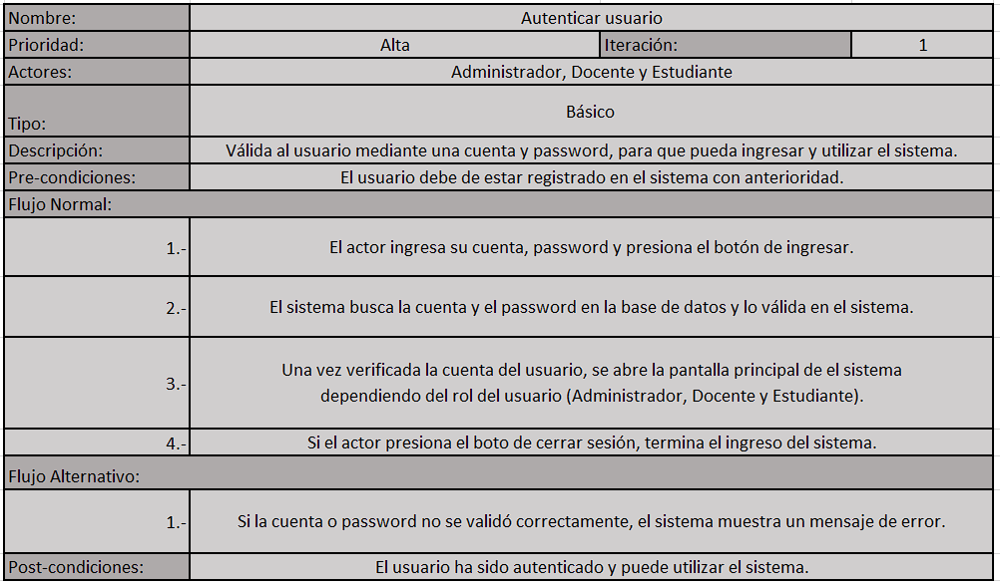 Nombre: Autenticar usuario
Prioridad: Alta Iteración: 1
Actores: Administrador, Docente y Estudiante
Tipo: Básico
Descripción: Válida al usuario mediante una cuenta y password, para que pueda ingresar y utilizar el sistema.
Pre-condiciones: El usuario debe de estar registrado en el sistema con anterioridad.
Flujo Normal:
1.- El actor ingresa su cuenta, password y presiona el botón de ingresar.
2.- El sistema busca la cuenta y el password en la base de datos y lo válida en el sistema.
3.- Una vez verificada la cuenta del usuario, se abre la pantalla principal de el sistema
dependiendo del rol del usuario (Administrador, Docente y Estudiante).
4.- Si el actor presiona el boto de cerrar sesión, termina el ingreso del sistema.
Flujo Alternativo:
1.- Si la cuenta o password no se validó correctamente, el sistema muestra un mensaje de error.
Post-condiciones: El usuario ha sido autenticado y puede utilizar el sistema.